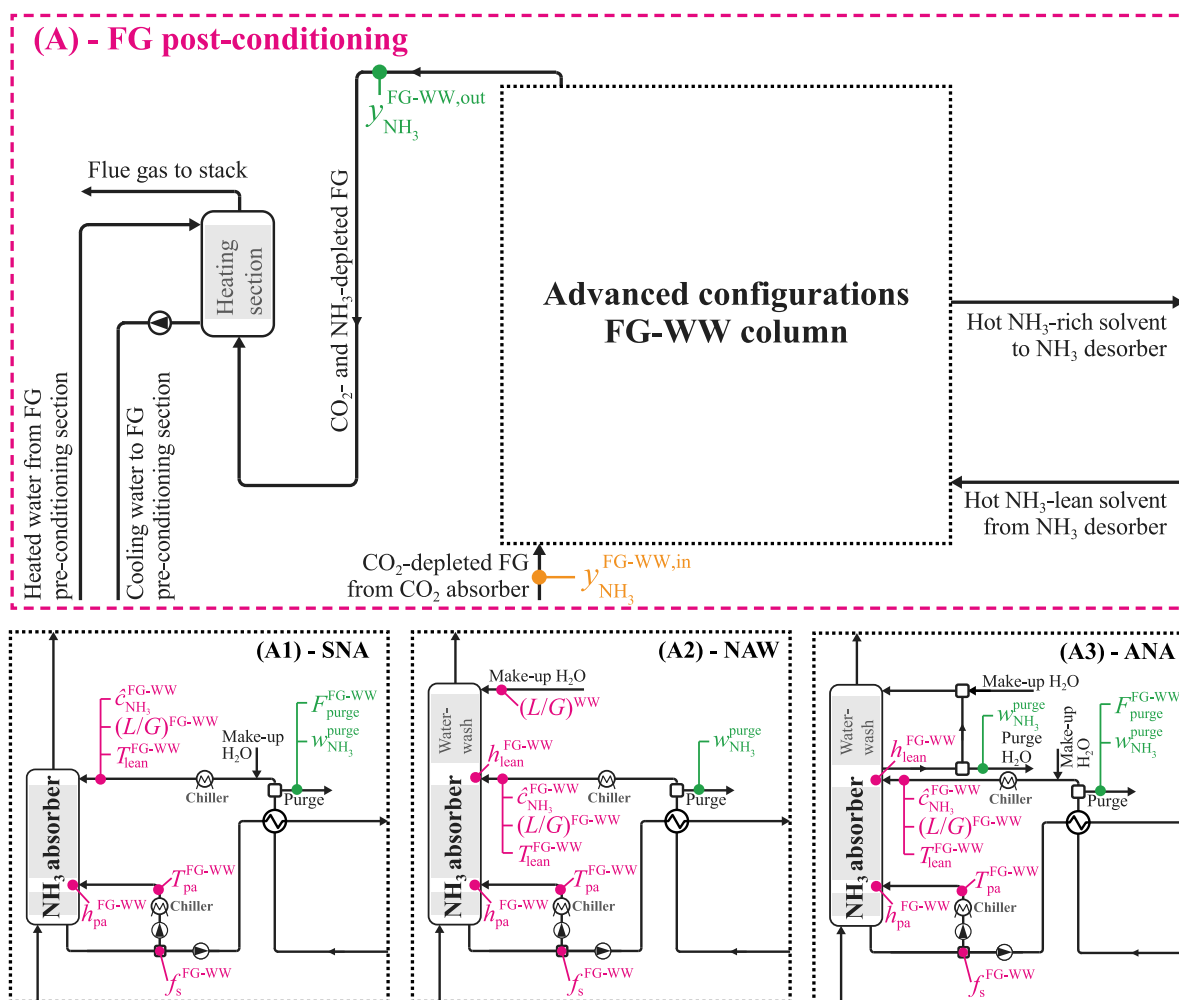 (A) - FG post-conditioning
y_NH₃^FG-WW,out
Flue gas to stack
Heating
section
CO₂- and NH₃-depleted FG
Heated water from FG
pre-conditioning section
Cooling water to FG
pre-conditioning section
Advanced configurations
FG-WW column
Hot NH₃-rich solvent
to NH₃ desorber
Hot NH₃-lean solvent
from NH₃ desorber
CO₂-depleted FG
from CO₂ absorber
y_NH₃^FG-WW,in
(A1) - SNA
ĉ_NH₃^FG-WW
(L/G)^FG-WW
T_lean^FG-WW
Make-up
H₂O
F_purge^FG-WW
w_NH₃^purge
Chiller
Purge
NH₃ absorber
T_pa^FG-WW
h_pa^FG-WW
Chiller
f_s^FG-WW
(A2) - NAW
Make-up H₂O
(L/G)^WW
Water-
wash
h_lean^FG-WW
w_NH₃^purge
ĉ_NH₃^FG-WW
(L/G)^FG-WW
T_lean^FG-WW
Chiller
Purge
NH₃ absorber
T_pa^FG-WW
h_pa^FG-WW
Chiller
f_s^FG-WW
(A3) - ANA
Make-up H₂O
Water-
wash
w_NH₃^purge
Purge
H₂O
Make-up
H₂O
F_purge^FG-WW
w_NH₃^purge
h_lean^FG-WW
ĉ_NH₃^FG-WW
(L/G)^FG-WW
T_lean^FG-WW
Chiller
Purge
NH₃ absorber
T_pa^FG-WW
h_pa^FG-WW
Chiller
f_s^FG-WW